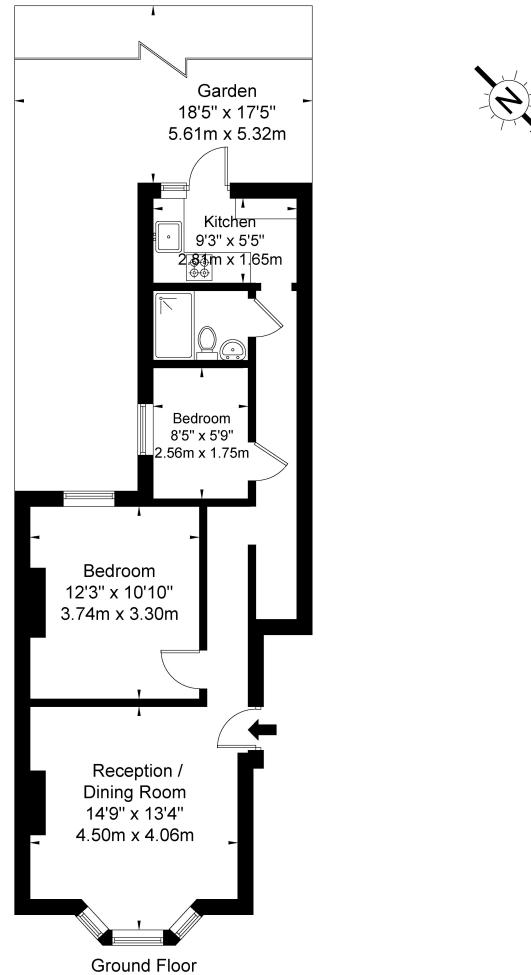 Garden
18'5" x 17'5"
5.61m x 5.32m
N
Kitchen
9'3" x 5'5"
2.81m x 1.65m
Bedroom
8'5" x 5'9"
2.56m x 1.75m
Bedroom
12'3" x 10'10"
3.74m x 3.30m
Reception /
Dining Room
14'9" x 13'4"
4.50m x 4.06m
Ground Floor